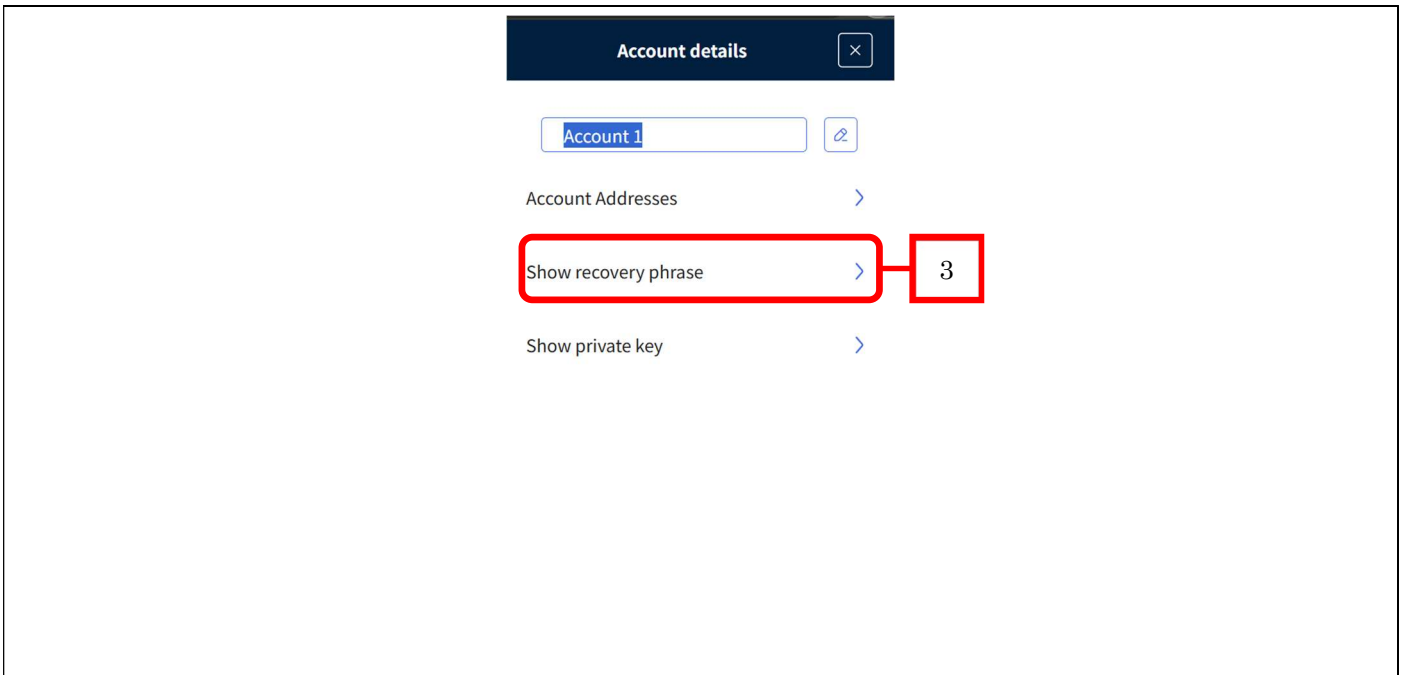 Account details
Account 1
Account Addresses
Show recovery phrase
3
Show private key